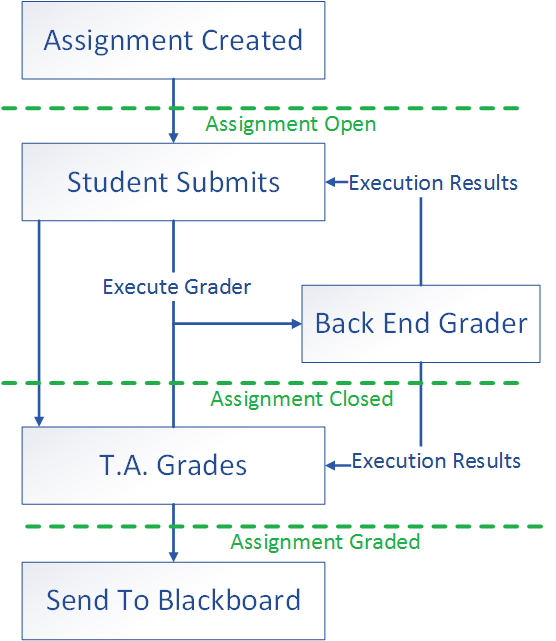 Assignment Created
Assignment Open
Student Submits
Execution Results
Execute Grader
Back End Grader
Assignment Closed
T.A. Grades
Execution Results
Assignment Graded
Send To Blackboard